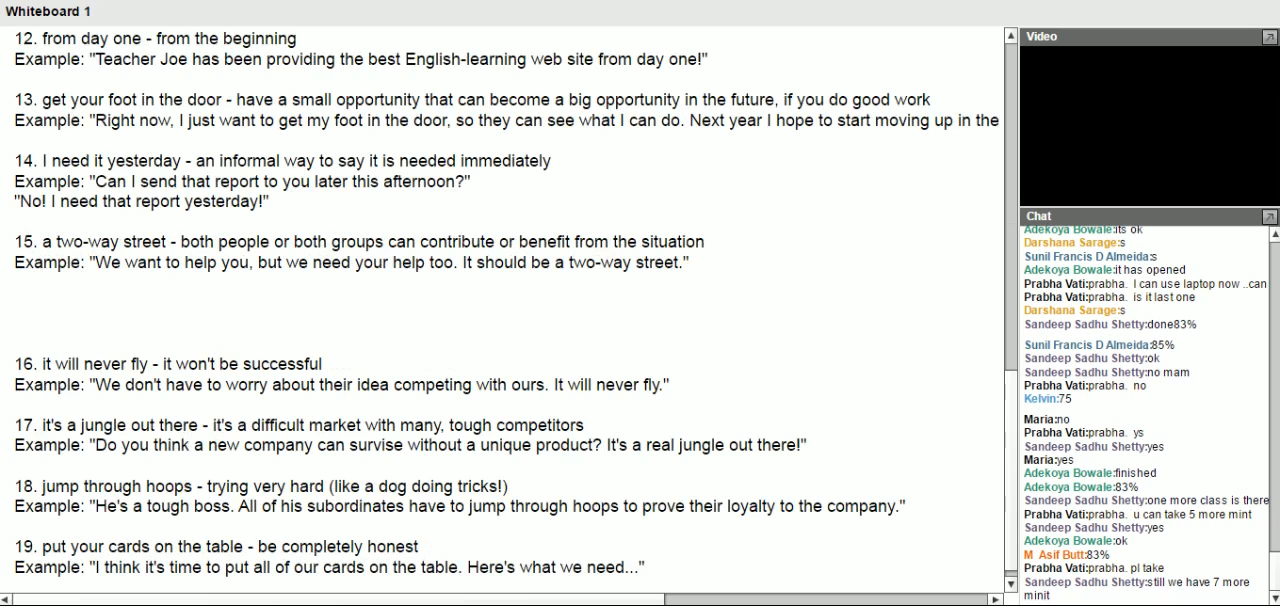 Whiteboard 1
12. from day one - from the beginning
Example: "Teacher Joe has been providing the best English-learning web site from day one!"
13. get your foot in the door - have a small opportunity that can become a big opportunity in the future, if you do good work
Example: "Right now, I just want to get my foot in the door, so they can see what I can do. Next year I hope to start moving up in the
14. I need it yesterday - an informal way to say it is needed immediately
Example: "Can I send that report to you later this afternoon?"
"No! I need that report yesterday!"
15. a two-way street - both people or both groups can contribute or benefit from the situation
Example: "We want to help you, but we need your help too. It should be a two-way street."
16. it will never fly - it won't be successful
Example: "We don't have to worry about their idea competing with ours. It will never fly."
17. it's a jungle out there - it's a difficult market with many, tough competitors
Example: "Do you think a new company can survise without a unique product? It's a real jungle out there!"
18. jump through hoops - trying very hard (like a dog doing tricks!)
Example: "He's a tough boss. All of his subordinates have to jump through hoops to prove their loyalty to the company."
19. put your cards on the table - be completely honest
Example: "I think it's time to put all of our cards on the table. Here's what we need..."
Video
Chat
Adekoya Bowale:its ok
Darshana Sarage:s
Sunil Francis D Almeida:s
Adekoya Bowale:it has opened
Prabha Vati:prabha. I can use laptop now ..can
Prabha Vati:prabha. is it last one
Darshana Sarage:s
Sandeep Sadhu Shetty:done83%
Sunil Francis D Almeida:85%
Sandeep Sadhu Shetty:ok
Sandeep Sadhu Shetty:no mam
Prabha Vati:prabha. no
Kelvin:75
Maria:no
Prabha Vati:prabha. ys
Sandeep Sadhu Shetty:yes
Maria:yes
Adekoya Bowale:finished
Adekoya Bowale:83%
Sandeep Sadhu Shetty:one more class is there
Prabha Vati:prabha. u can take 5 more mint
Sandeep Sadhu Shetty:yes
Adekoya Bowale:ok
M Asif Butt:83%
Prabha Vati:prabha. pl take
Sandeep Sadhu Shetty:still we have 7 more
minit